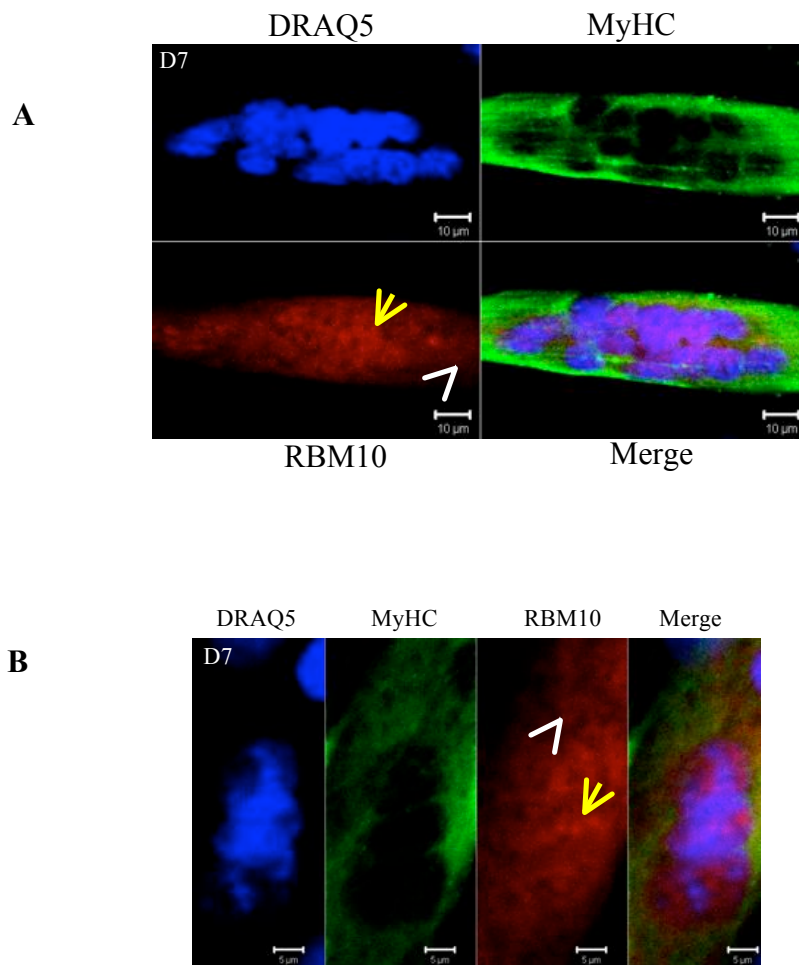 DRAQ5 MyHC
A
D7
10 µm 10 µm
10 µm 10 µm
RBM10 Merge
DRAQ5 MyHC RBM10 Merge
B
D7
5 µm 5 µm 5 µm 5 µm